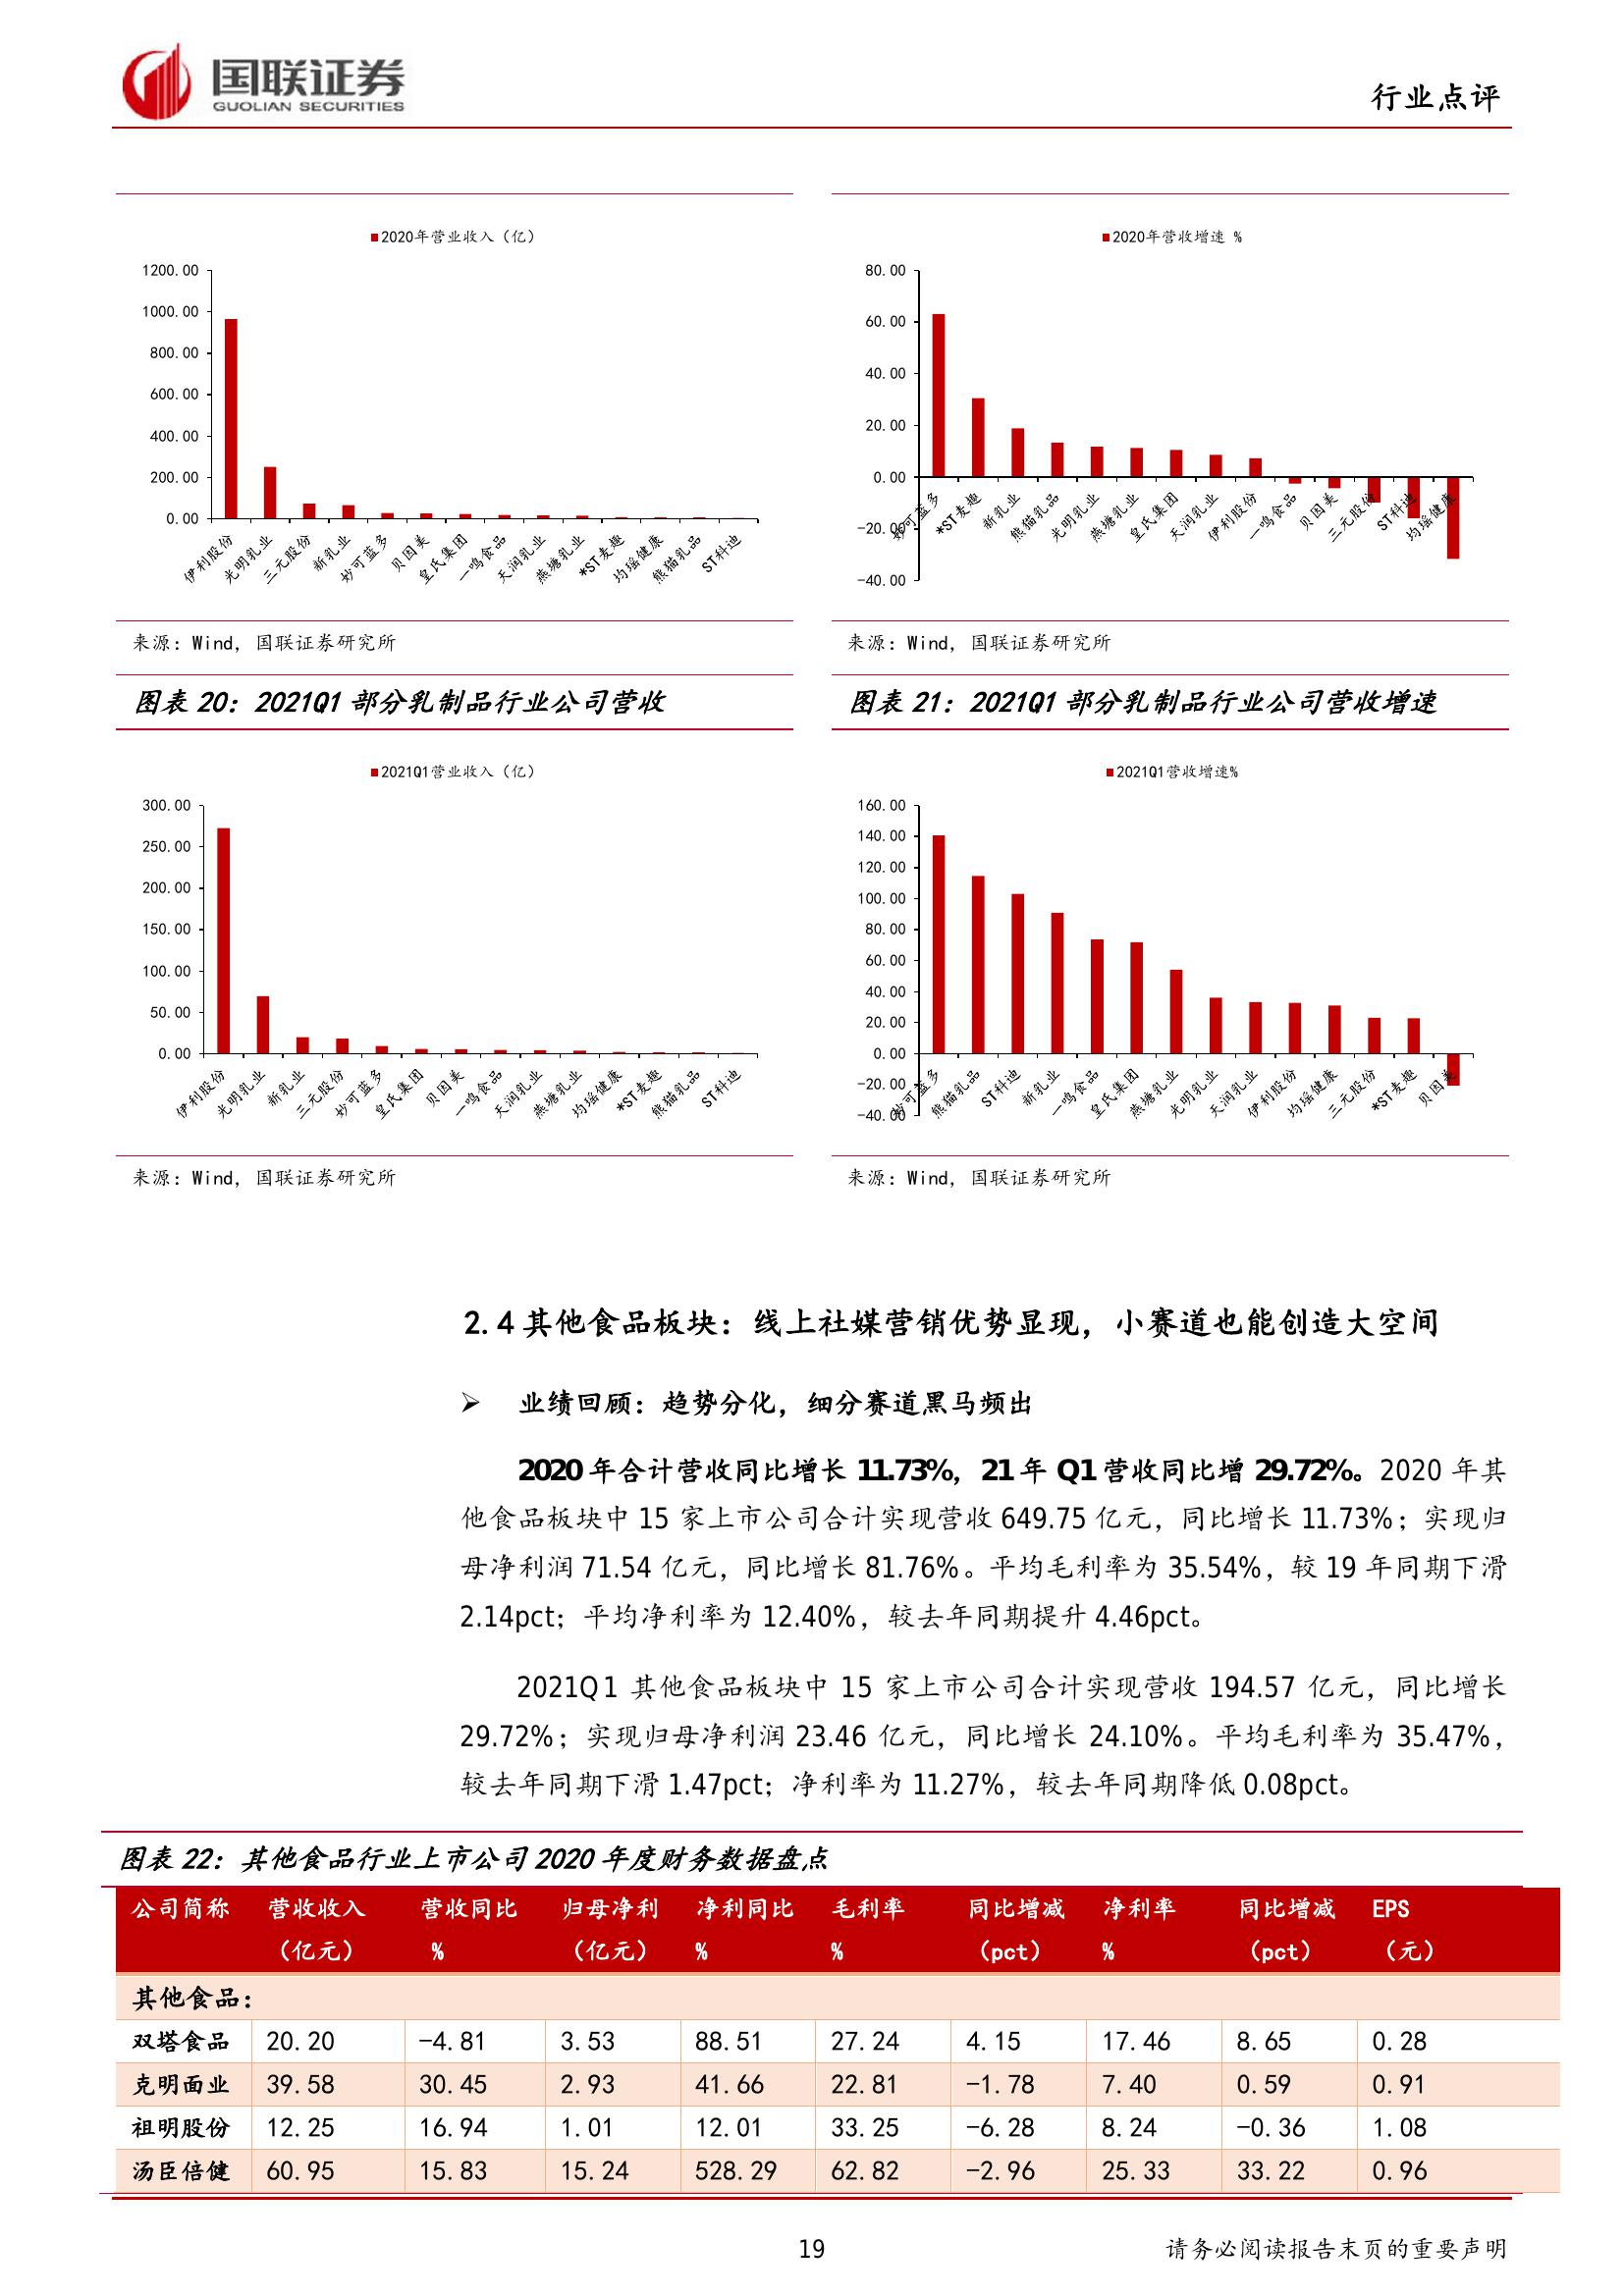 国联证券
GUOLIAN SECURITIES
行业点评
2020年营业收入（亿）
1200.00
1000.00
800.00
600.00
400.00
200.00
0.00
伊利股份
光明乳业
三元股份
新乳业
妙可蓝多
贝因美
皇氏集团
一鸣食品
天润乳业
燕塘乳业
*ST麦趣
均瑶健康
熊猫乳品
ST科迪
2020年营收增速 %
80.00
60.00
40.00
20.00
0.00
-20.00
-40.00
妙可蓝多
*ST麦趣
新乳业
熊猫乳品
光明乳业
燕塘乳业
皇氏集团
天润乳业
伊利股份
一鸣食品
贝因美
三元股份
ST科迪
均瑶健康
来源：Wind，国联证券研究所
来源：Wind，国联证券研究所
图表 20：2021Q1 部分乳制品行业公司营收
图表 21：2021Q1 部分乳制品行业公司营收增速
2021Q1营业收入（亿）
300.00
250.00
200.00
150.00
100.00
50.00
0.00
伊利股份
光明乳业
新乳业
三元股份
妙可蓝多
皇氏集团
贝因美
一鸣食品
天润乳业
燕塘乳业
均瑶健康
*ST麦趣
熊猫乳品
ST科迪
2021Q1营收增速%
160.00
140.00
120.00
100.00
80.00
60.00
40.00
20.00
0.00
-20.00
-40.00
妙可蓝多
熊猫乳品
ST科迪
新乳业
一鸣食品
皇氏集团
燕塘乳业
光明乳业
天润乳业
伊利股份
均瑶健康
三元股份
*ST麦趣
贝因美
来源：Wind，国联证券研究所
来源：Wind，国联证券研究所
2.4 其他食品板块：线上社媒营销优势显现，小赛道也能创造大空间
➢ 业绩回顾：趋势分化，细分赛道黑马频出
2020 年合计营收同比增长 11.73%，21 年 Q1 营收同比增 29.72%。2020 年其
他食品板块中 15 家上市公司合计实现营收 649.75 亿元，同比增长 11.73%；实现归
母净利润 71.54 亿元，同比增长 81.76%。平均毛利率为 35.54%，较 19 年同期下滑
2.14pct；平均净利率为 12.40%，较去年同期提升 4.46pct。
2021Q1 其他食品板块中 15 家上市公司合计实现营收 194.57 亿元，同比增长
29.72%；实现归母净利润 23.46 亿元，同比增长 24.10%。平均毛利率为 35.47%，
较去年同期下滑 1.47pct；净利率为 11.27%，较去年同期降低 0.08pct。
图表 22：其他食品行业上市公司 2020 年度财务数据盘点
公司简称 营收收入 营收同比 归母净利 净利同比 毛利率 同比增减 净利率 同比增减 EPS
（亿元） % （亿元） % % （pct） % （pct） （元）
其他食品：
双塔食品 20.20 -4.81 3.53 88.51 27.24 4.15 17.46 8.65 0.28
克明面业 39.58 30.45 2.93 41.66 22.81 -1.78 7.40 0.59 0.91
祖明股份 12.25 16.94 1.01 12.01 33.25 -6.28 8.24 -0.36 1.08
汤臣倍健 60.95 15.83 15.24 528.29 62.82 -2.96 25.33 33.22 0.96
19
请务必阅读报告末页的重要声明